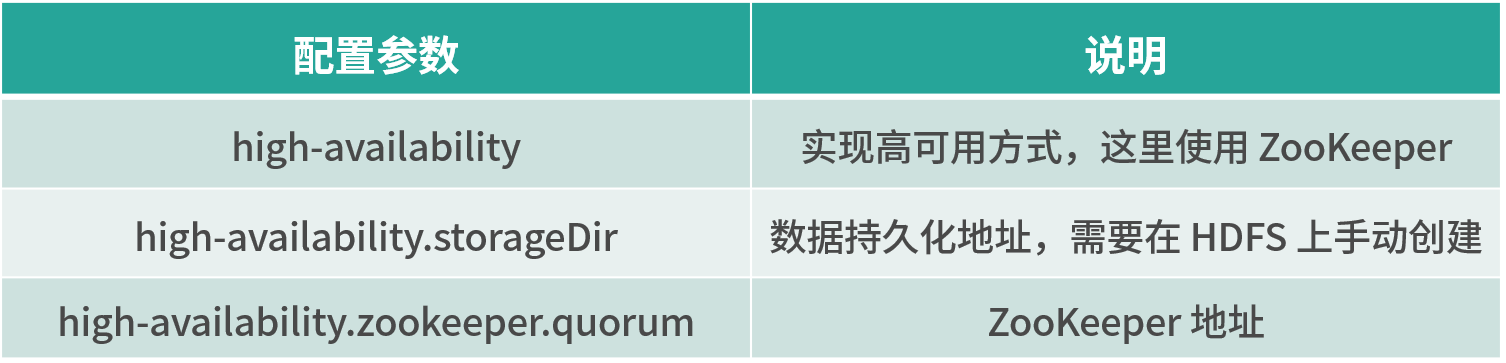 配置参数 说明
high-availability 实现高可用方式，这里使用 ZooKeeper
high-availability.storageDir 数据持久化地址，需要在 HDFS 上手动创建
high-availability.zookeeper.quorum ZooKeeper 地址